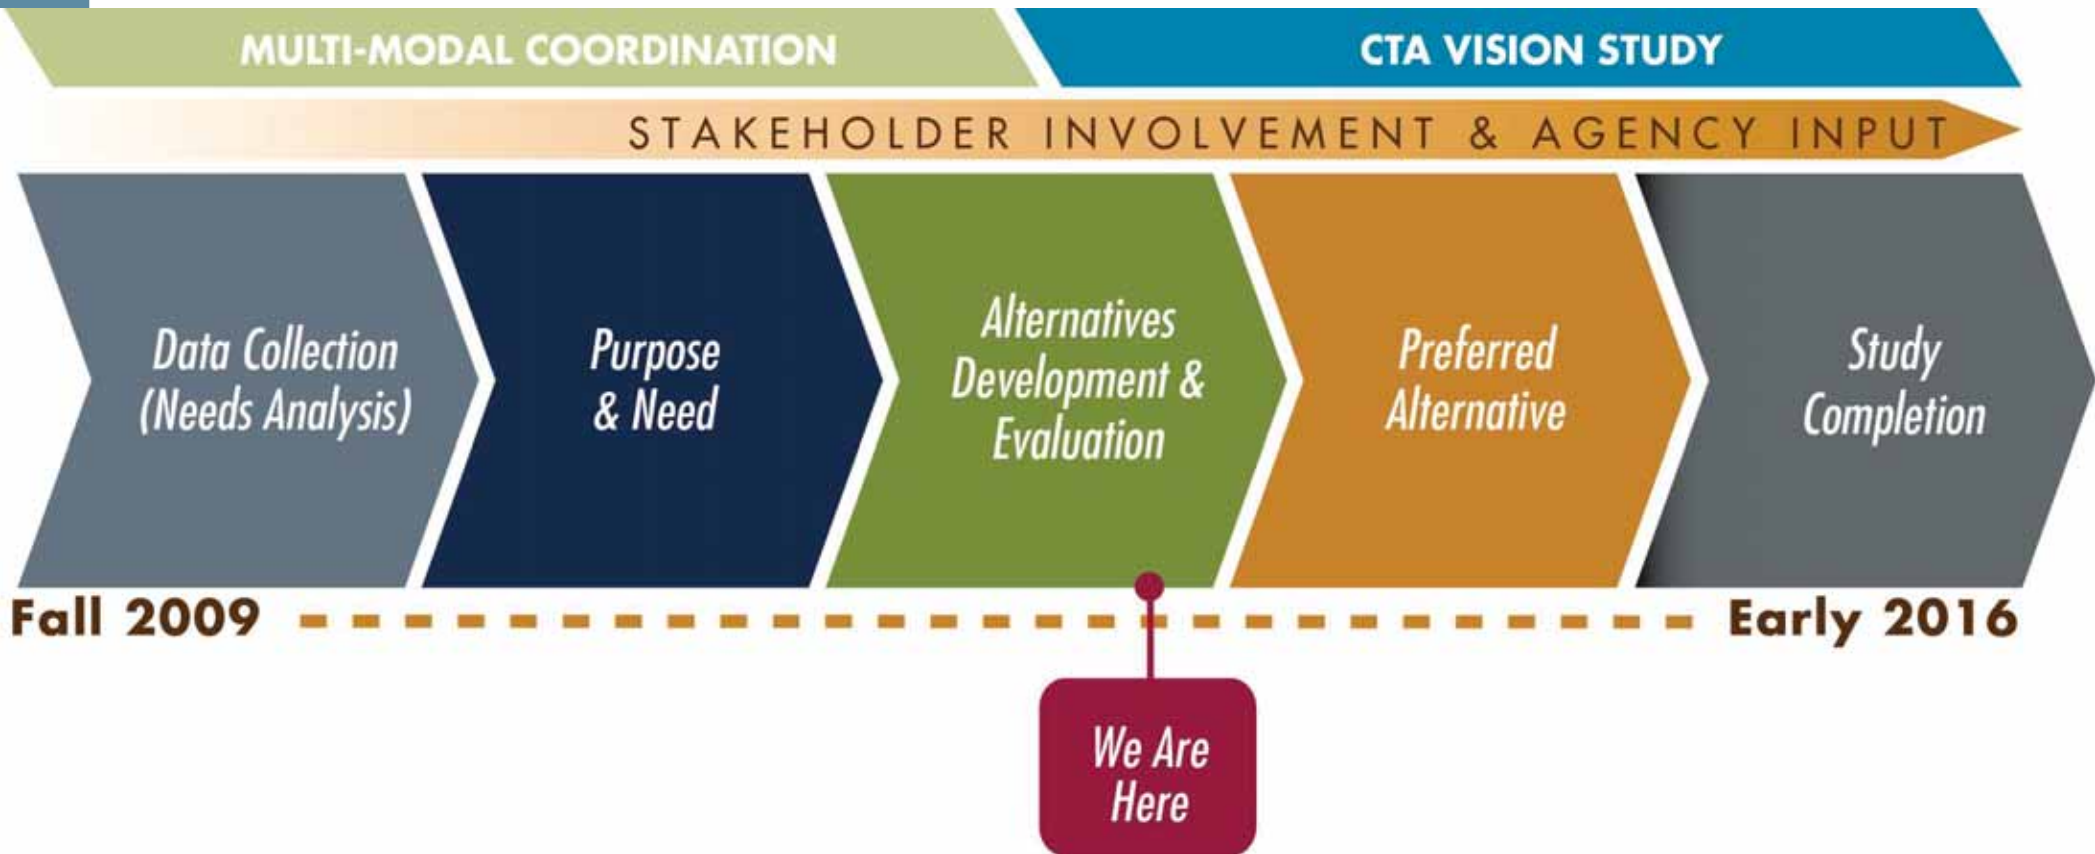 MULTI-MODAL COORDINATION
CTA VISION STUDY
STAKEHOLDER INVOLVEMENT & AGENCY INPUT
Data Collection
(Needs Analysis)
Purpose
& Need
Alternatives
Development &
Evaluation
Preferred
Alternative
Study
Completion
Fall 2009
Early 2016
We Are
Here